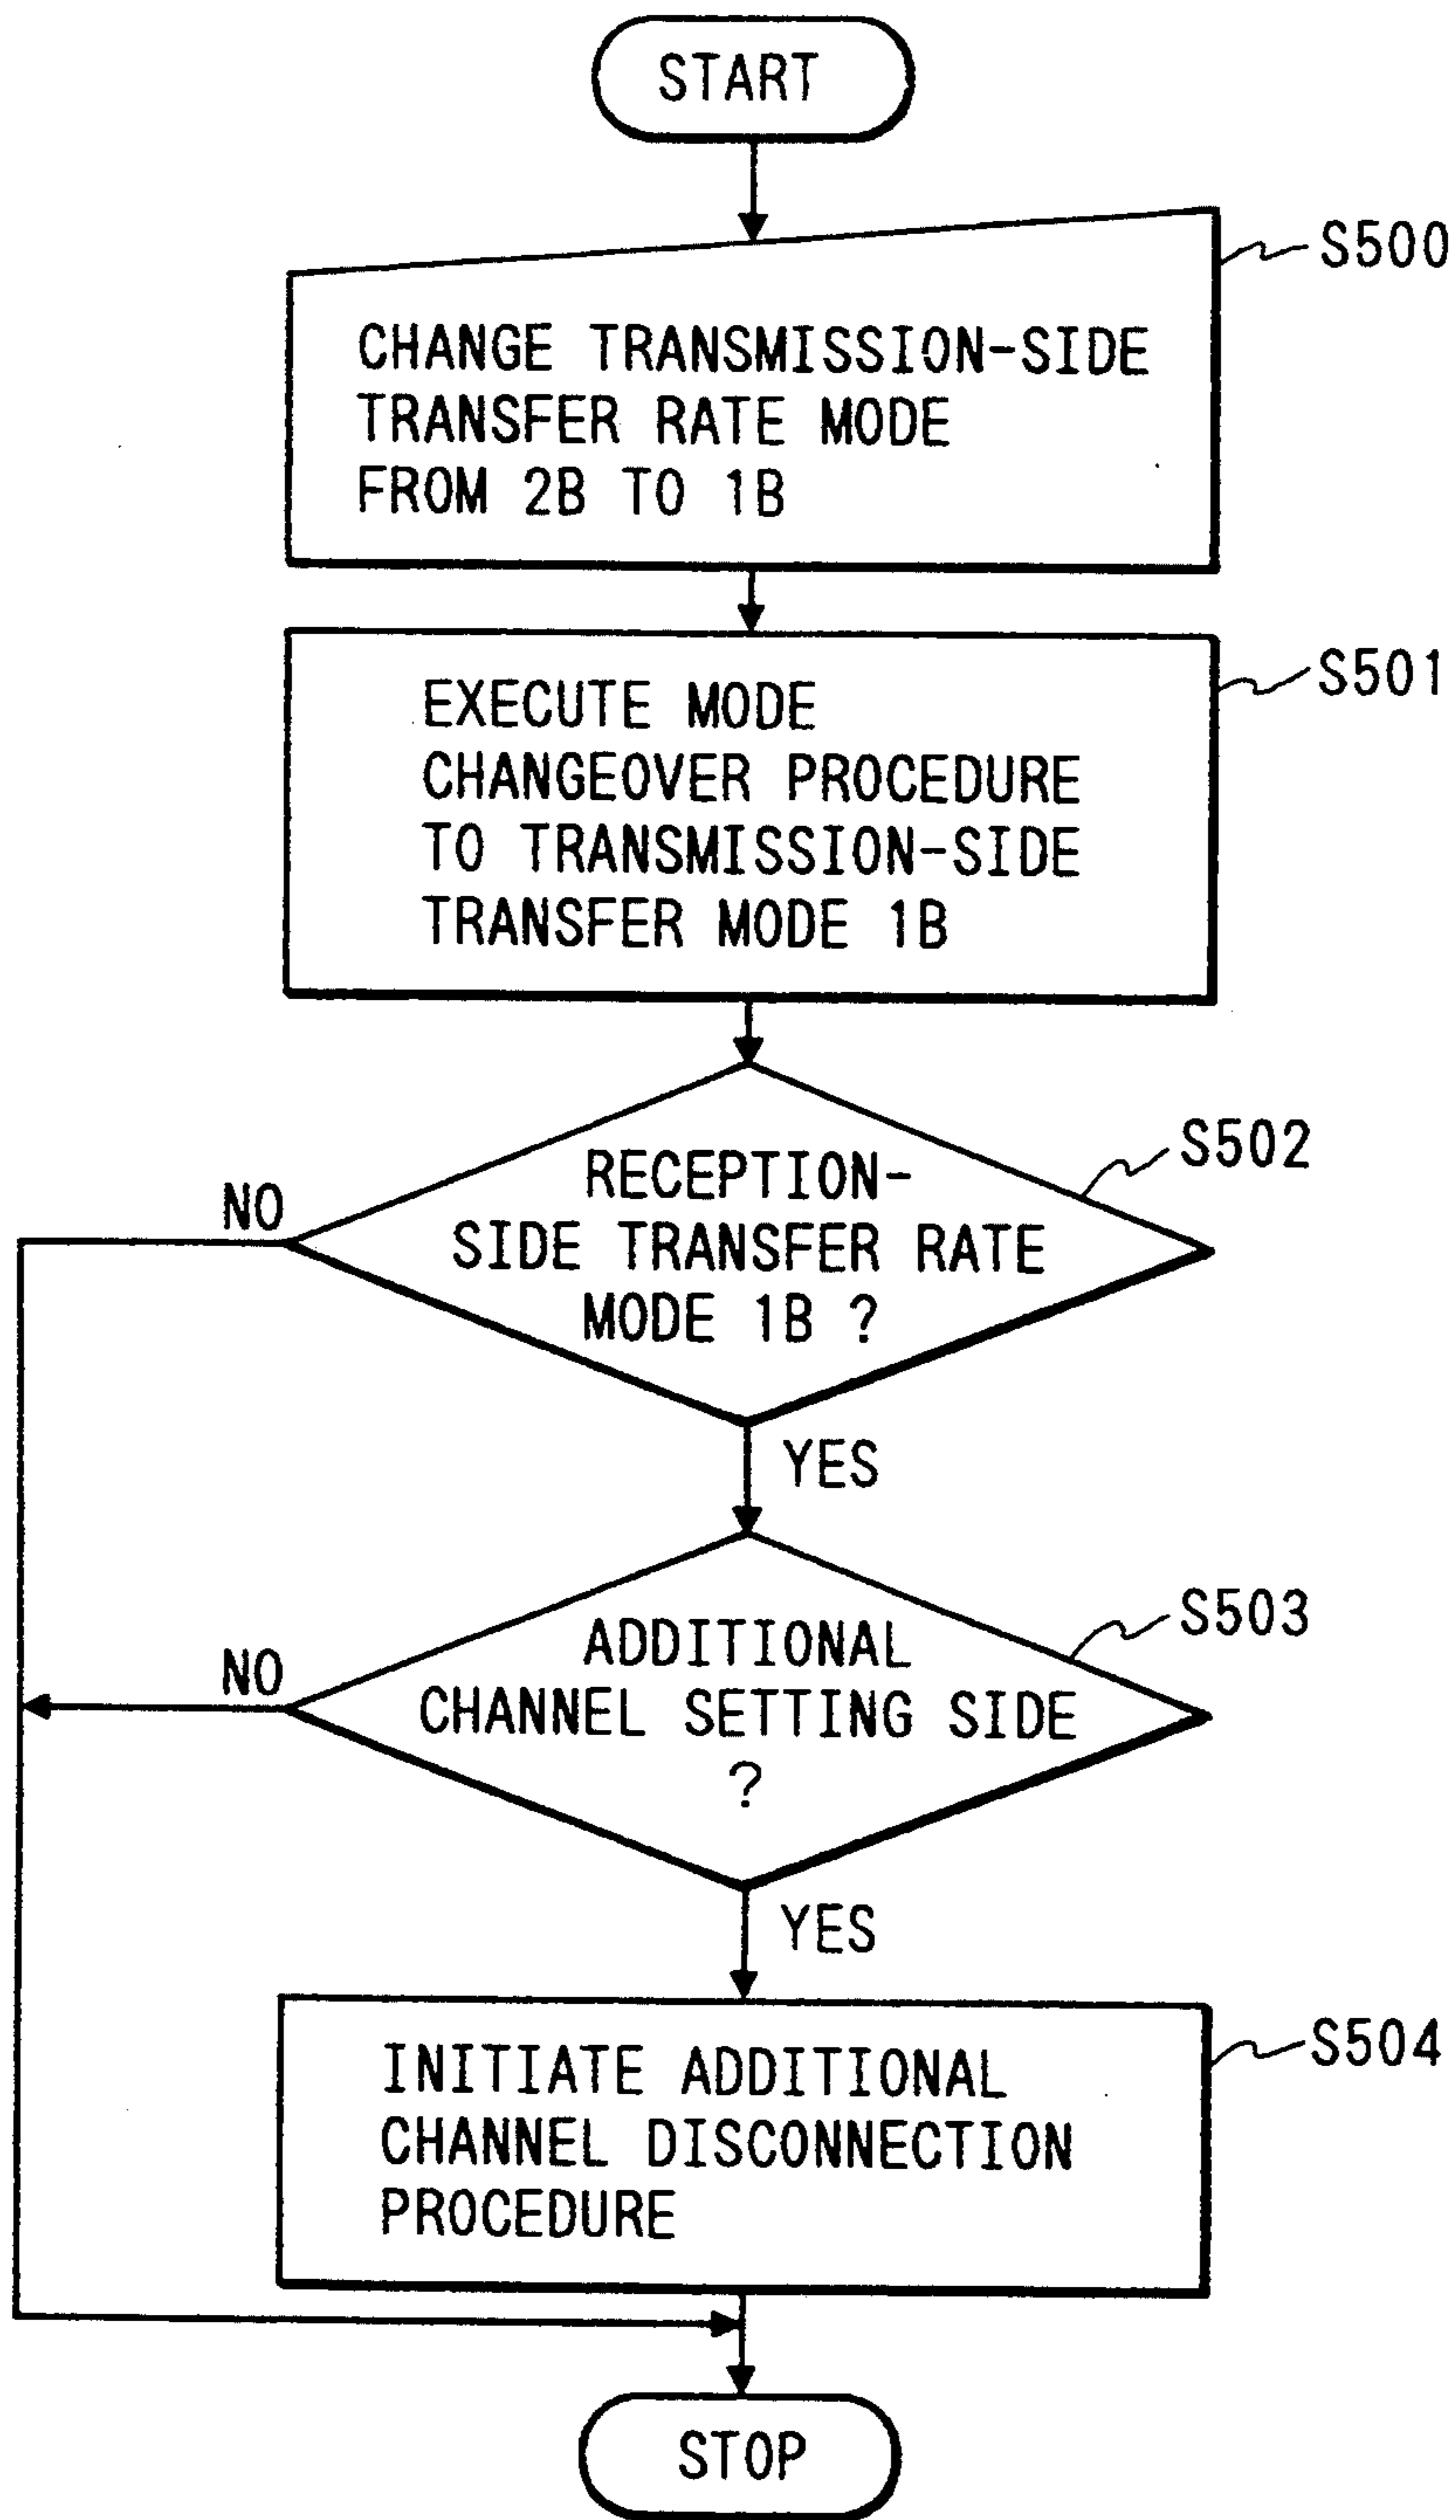 START
S500
CHANGE TRANSMISSION-SIDE
TRANSFER RATE MODE
FROM 2B TO 1B
S501
EXECUTE MODE
CHANGEOVER PROCEDURE
TO TRANSMISSION-SIDE
TRANSFER MODE 1B
S502
RECEPTION-
SIDE TRANSFER RATE
MODE 1B ?
NO
YES
S503
ADDITIONAL
CHANNEL SETTING SIDE
?
NO
YES
S504
INITIATE ADDITIONAL
CHANNEL DISCONNECTION
PROCEDURE
STOP